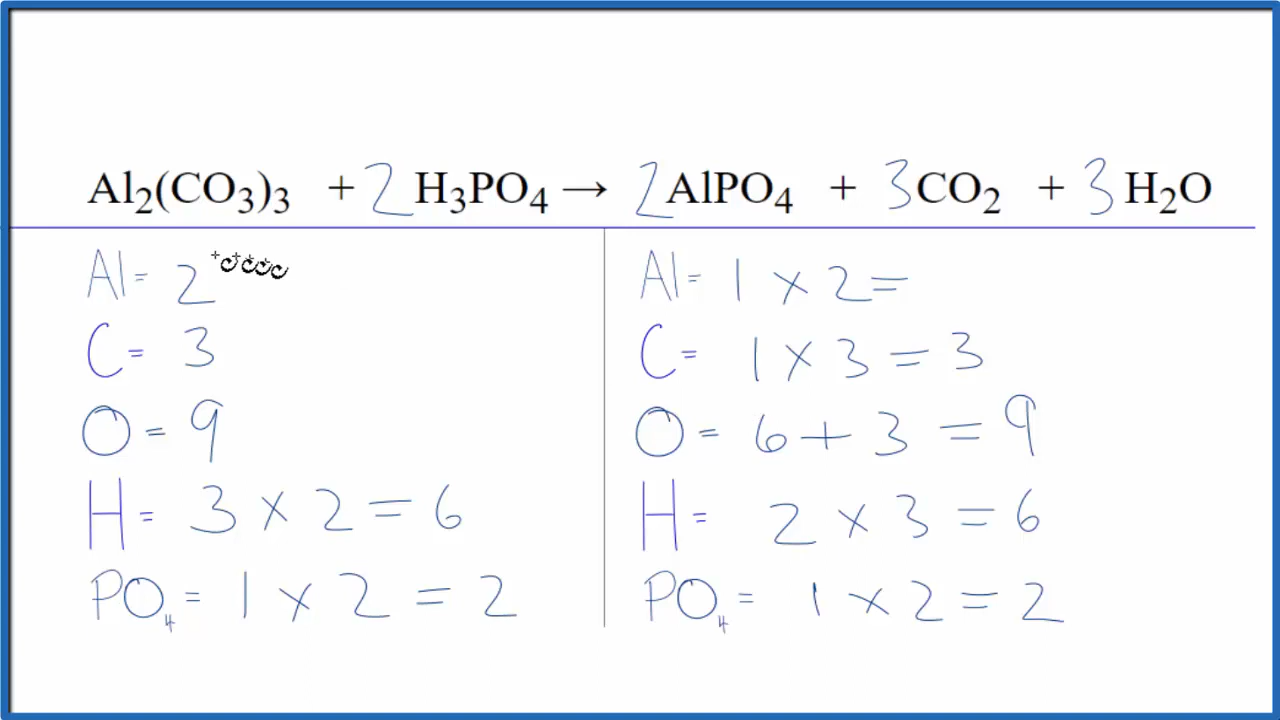 Al₂(CO₃)₃ + 2 H₃PO₄ → 2 AlPO₄ + 3 CO₂ + 3 H₂O
Al = 2
C = 3
O = 9
H = 3 × 2 = 6
PO₄ = 1 × 2 = 2
Al = 1 × 2 =
C = 1 × 3 = 3
O = 6 + 3 = 9
H = 2 × 3 = 6
PO₄ = 1 × 2 = 2